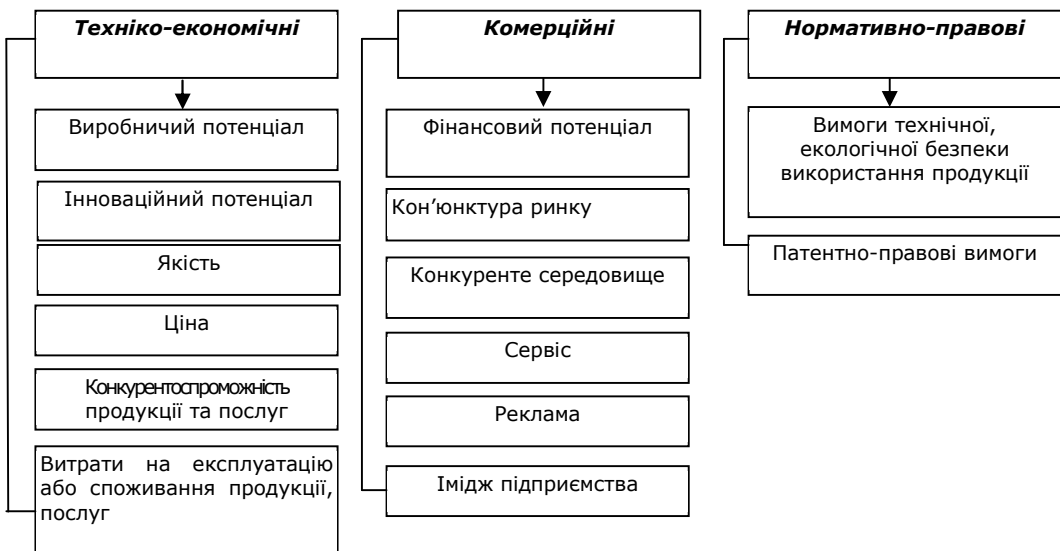 Техніко-економічні
Виробничий потенціал
Інноваційний потенціал
Якість
Ціна
Конкурентоспроможність
продукції та послуг
Витрати на експлуатацію
або споживання продукції,
послуг
Комерційні
Фінансовий потенціал
Кон’юнктура ринку
Конкуренте середовище
Сервіс
Реклама
Імідж підприємства
Нормативно-правові
Вимоги технічної,
екологічної безпеки
використання продукції
Патентно-правові вимоги